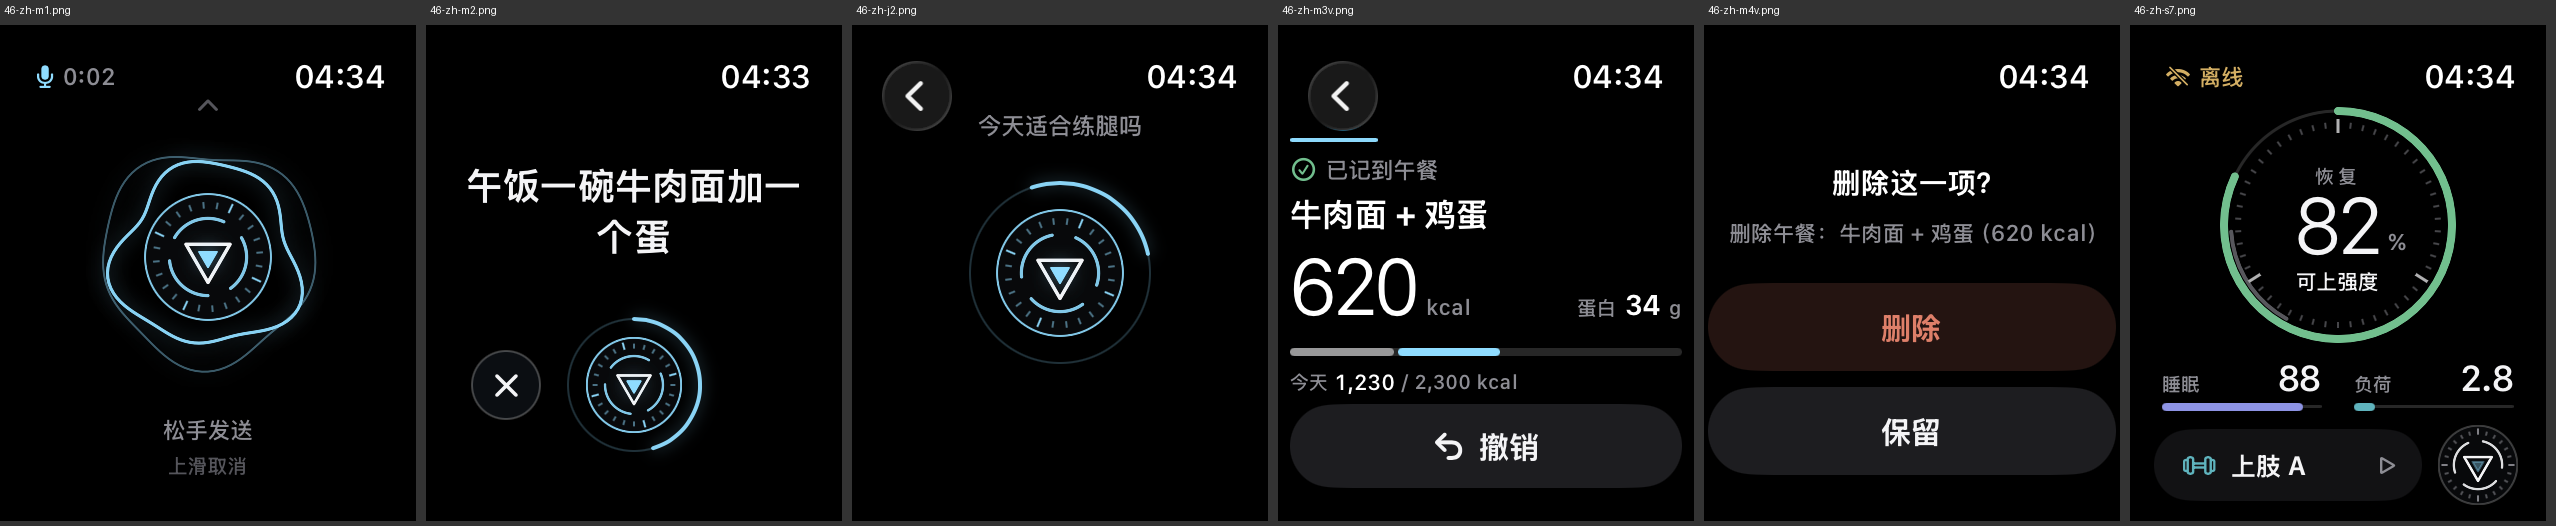 46-zh-m1.png
0:02
04:34
松手发送
上滑取消
46-zh-m2.png
04:33
午饭一碗牛肉面加一
个蛋
46-zh-j2.png
04:34
今天适合练腿吗
46-zh-m3v.png
04:34
已记到午餐
牛肉面 + 鸡蛋
620 kcal
蛋白 34 g
今天 1,230 / 2,300 kcal
撤销
46-zh-m4v.png
04:34
删除这一项?
删除午餐：牛肉面 + 鸡蛋 (620 kcal)
删除
保留
46-zh-s7.png
离线
04:34
恢复
82 %
可上强度
睡眠 88
负荷 2.8
上肢 A